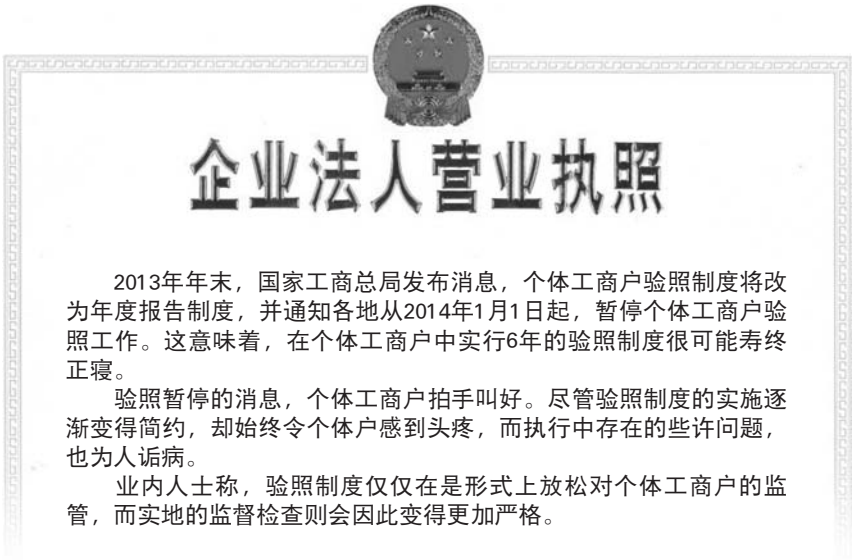 企业法人营业执照
2013年年末，国家工商总局发布消息，个体工商户验照制度将改
为年度报告制度，并通知各地从2014年1月1日起，暂停个体工商户验
照工作。这意味着，在个体工商户中实行6年的验照制度很可能寿终
正寝。
验照暂停的消息，个体工商户拍手叫好。尽管验照制度的实施逐
渐变得简约，却始终令个体户感到头疼，而执行中存在的些许问题，
也为人诟病。
业内人士称，验照制度仅仅在是形式上放松对个体工商户的监
管，而实地的监督检查则会因此变得更加严格。